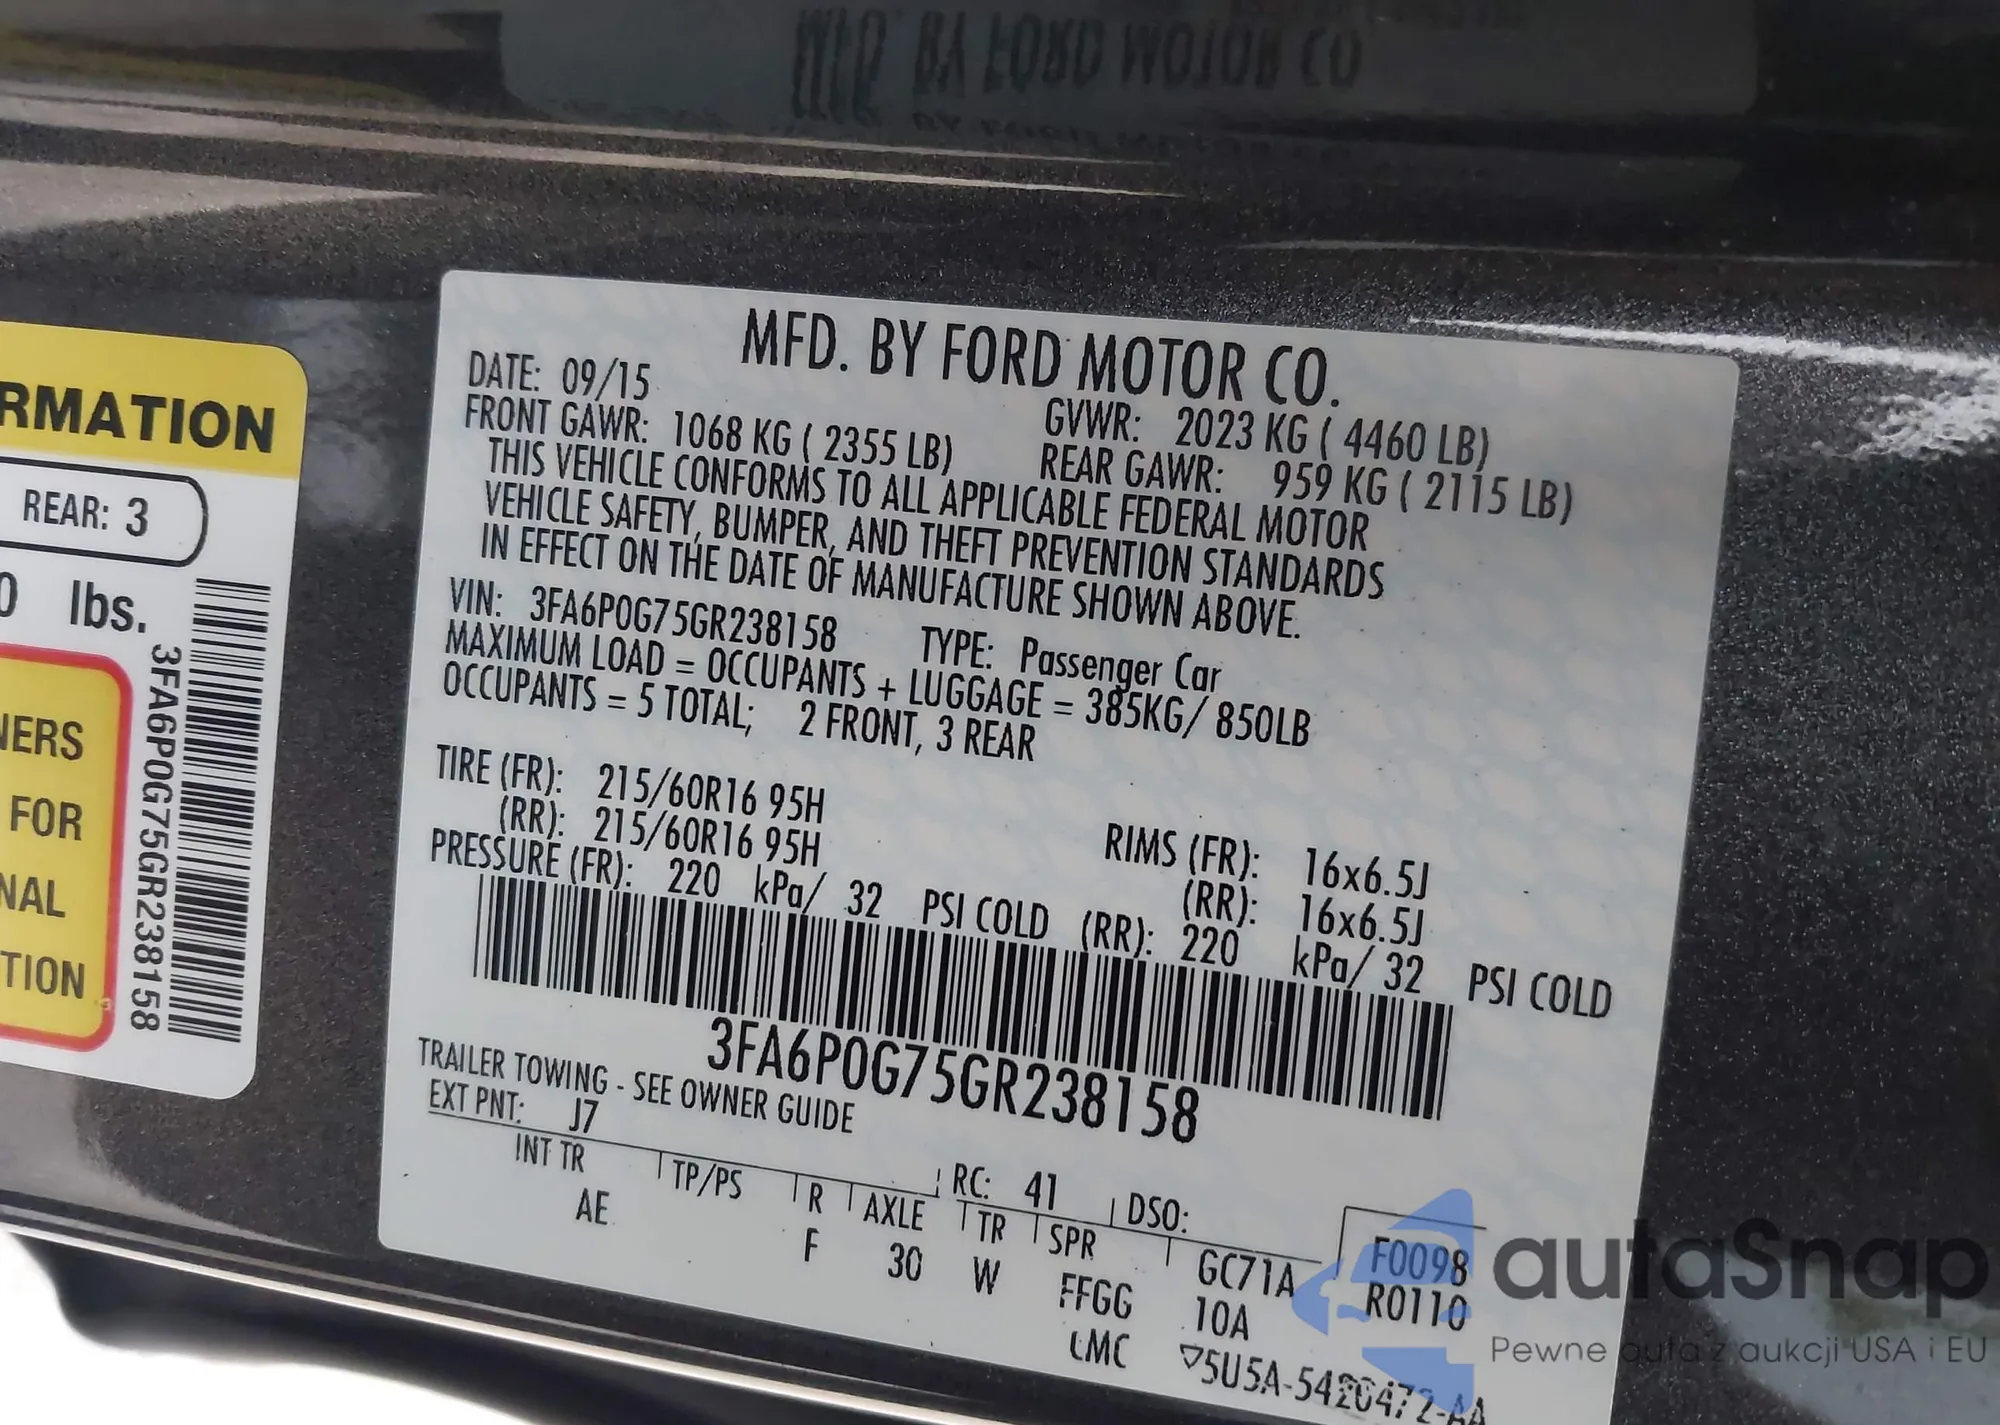 RMATION
REAR: 3
0 lbs.
NERS
FOR
NAL
TION
3FA6P0G75GR238158
MFD. BY FORD MOTOR CO.
DATE: 09/15 GVWR: 2023 KG ( 4460 LB)
FRONT GAWR: 1068 KG ( 2355 LB) REAR GAWR: 959 KG ( 2115 LB)
THIS VEHICLE CONFORMS TO ALL APPLICABLE FEDERAL MOTOR
VEHICLE SAFETY, BUMPER, AND THEFT PREVENTION STANDARDS
IN EFFECT ON THE DATE OF MANUFACTURE SHOWN ABOVE.
VIN: 3FA6P0G75GR238158 TYPE: Passenger Car
MAXIMUM LOAD = OCCUPANTS + LUGGAGE = 385KG/ 850LB
OCCUPANTS = 5 TOTAL; 2 FRONT, 3 REAR
TIRE (FR): 215/60R16 95H RIMS (FR): 16x6.5J
(RR): 215/60R16 95H (RR): 16x6.5J
PRESSURE (FR): 220 kPa/ 32 PSI COLD (RR): 220 kPa/ 32 PSI COLD
3FA6P0G75GR238158
TRAILER TOWING - SEE OWNER GUIDE
EXT PNT: J7 RC: 41 DSO: F0098
INT TR TP/PS R AXLE TR SPR GC71A R0110
AE F 30 W FFGG 10A
LMC 5U5A-5420472-AA
autaSnap
Pewne auta z aukcji USA i EU